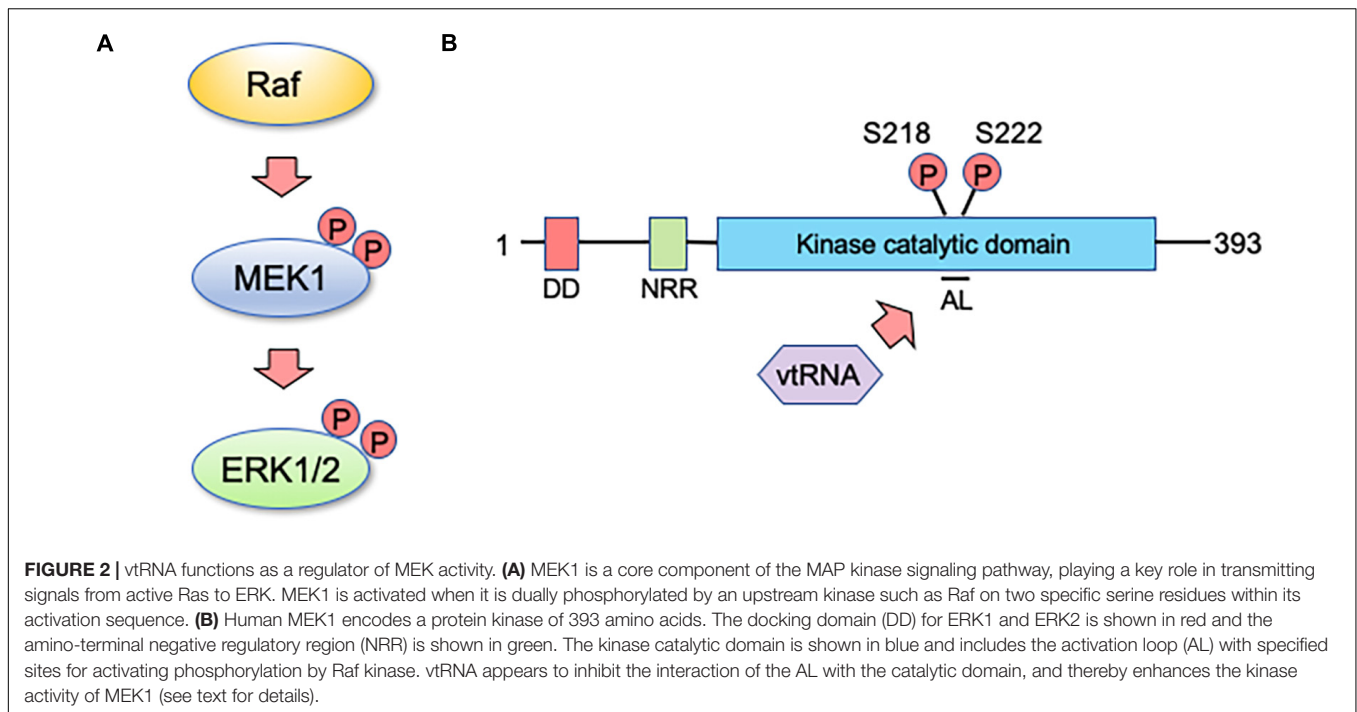 A
B
Raf
P
P
MEK1
P
P
ERK1/2
S218 S222
P P
1
Kinase catalytic domain
393
DD
NRR
AL
vtRNA
FIGURE 2 | vtRNA functions as a regulator of MEK activity. (A) MEK1 is a core component of the MAP kinase signaling pathway, playing a key role in transmitting
signals from active Ras to ERK. MEK1 is activated when it is dually phosphorylated by an upstream kinase such as Raf on two specific serine residues within its
activation sequence. (B) Human MEK1 encodes a protein kinase of 393 amino acids. The docking domain (DD) for ERK1 and ERK2 is shown in red and the
amino-terminal negative regulatory region (NRR) is shown in green. The kinase catalytic domain is shown in blue and includes the activation loop (AL) with specified
sites for activating phosphorylation by Raf kinase. vtRNA appears to inhibit the interaction of the AL with the catalytic domain, and thereby enhances the kinase
activity of MEK1 (see text for details).